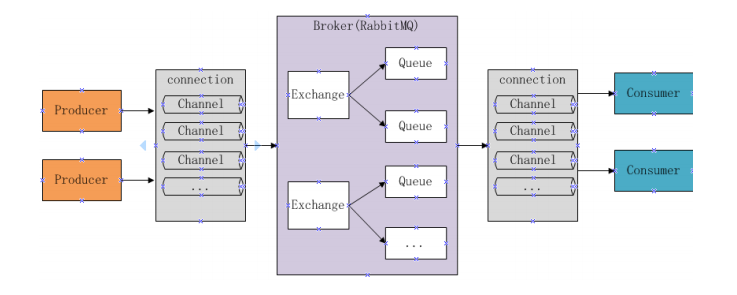 Broker(RabbitMQ)
Producer
Producer
connection
Channel
Channel
Channel
...
Exchange
Exchange
Queue
Queue
Queue
...
connection
Channel
Channel
Channel
...
Consumer
Consumer